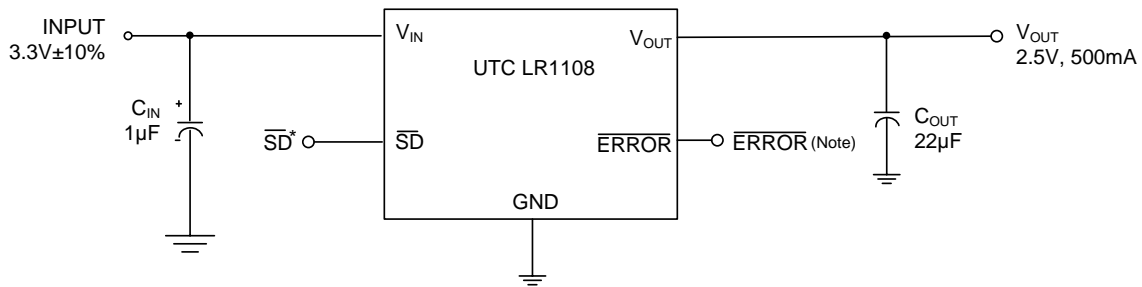 INPUT
3.3V±10%
VIN
VOUT
VOUT
2.5V, 500mA
UTC LR1108
CIN
1µF
+
-
SD*
SD
ERROR
ERROR (Note)
COUT
22µF
GND